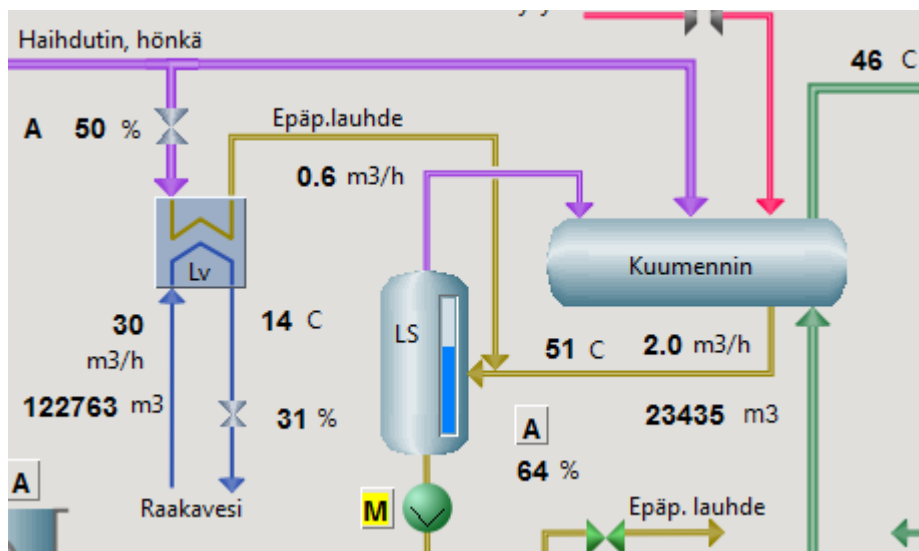 Haihdutin, hönkä
46 C
A 50 %
Epäp.lauhde
0.6 m3/h
Kuumennin
Lv
30
m3/h
14 C
LS
51 C
2.0 m3/h
122763 m3
31 %
23435 m3
A
64 %
A
Raakavesi
M
Epäp. lauhde